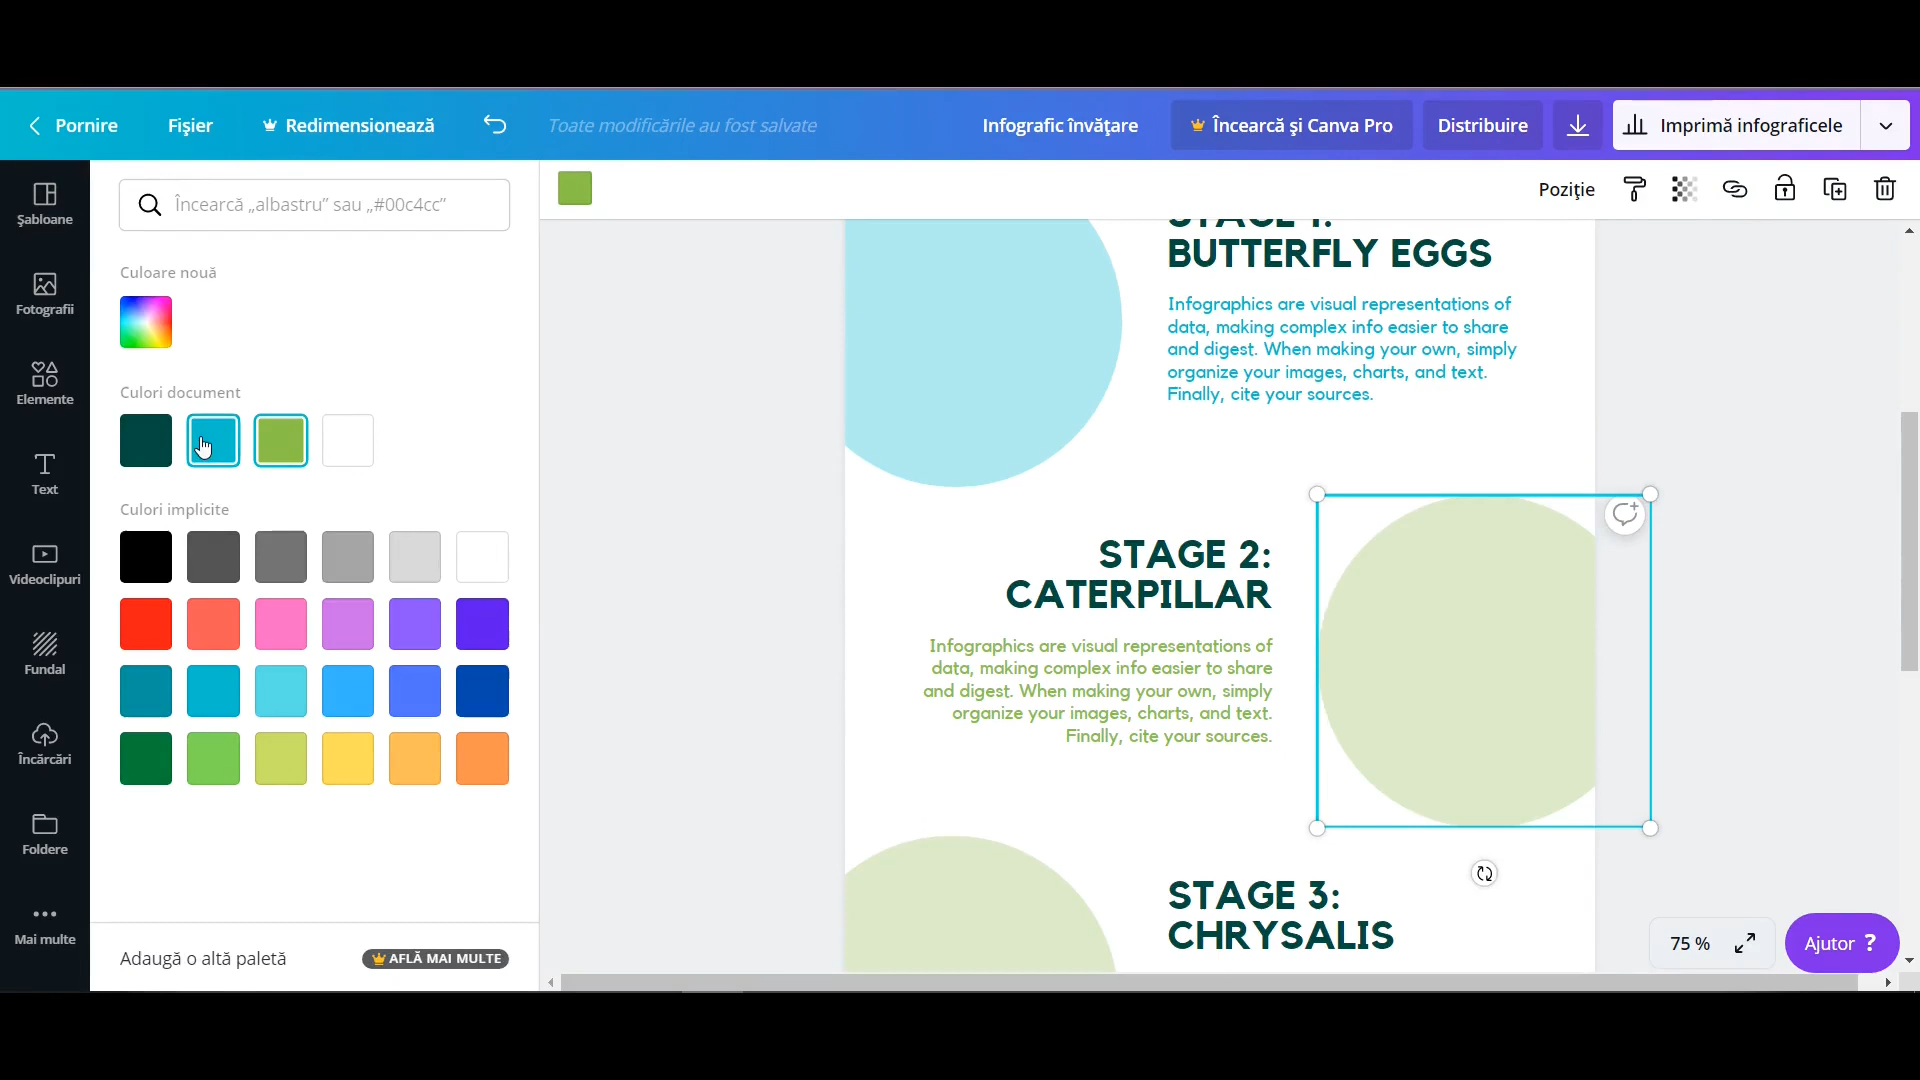 Pornire
Fișier
Redimensionează
Toate modificările au fost salvate
Infografic învățare
Încearcă și Canva Pro
Distribuire
Imprimă infograficele
Șabloane
Fotografii
Elemente
Text
Videoclipuri
Fundal
Încărcări
Foldere
Mai multe
Încearcă „albastru” sau „#00c4cc”
Culoare nouă
Culori document
Culori implicite
Adaugă o altă paletă
AFLĂ MAI MULTE
Poziție
STAGE 1:
BUTTERFLY EGGS
Infographics are visual representations of
data, making complex info easier to share
and digest. When making your own, simply
organize your images, charts, and text.
Finally, cite your sources.
STAGE 2:
CATERPILLAR
Infographics are visual representations of
data, making complex info easier to share
and digest. When making your own, simply
organize your images, charts, and text.
Finally, cite your sources.
STAGE 3:
CHRYSALIS
75 %
Ajutor ?